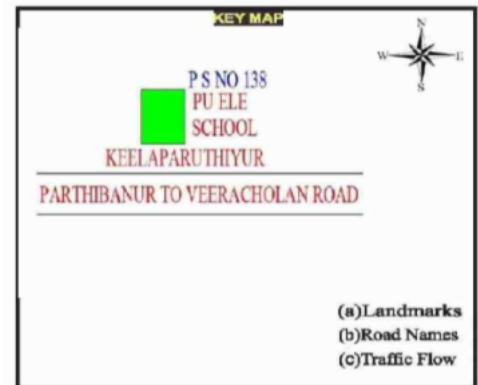 KEY MAP
N
W E
S
P S NO 138
PU ELE
SCHOOL
KEELAPARUTHIYUR
PARTHIBANUR TO VEERACHOLAN ROAD
(a)Landmarks
(b)Road Names
(c)Traffic Flow